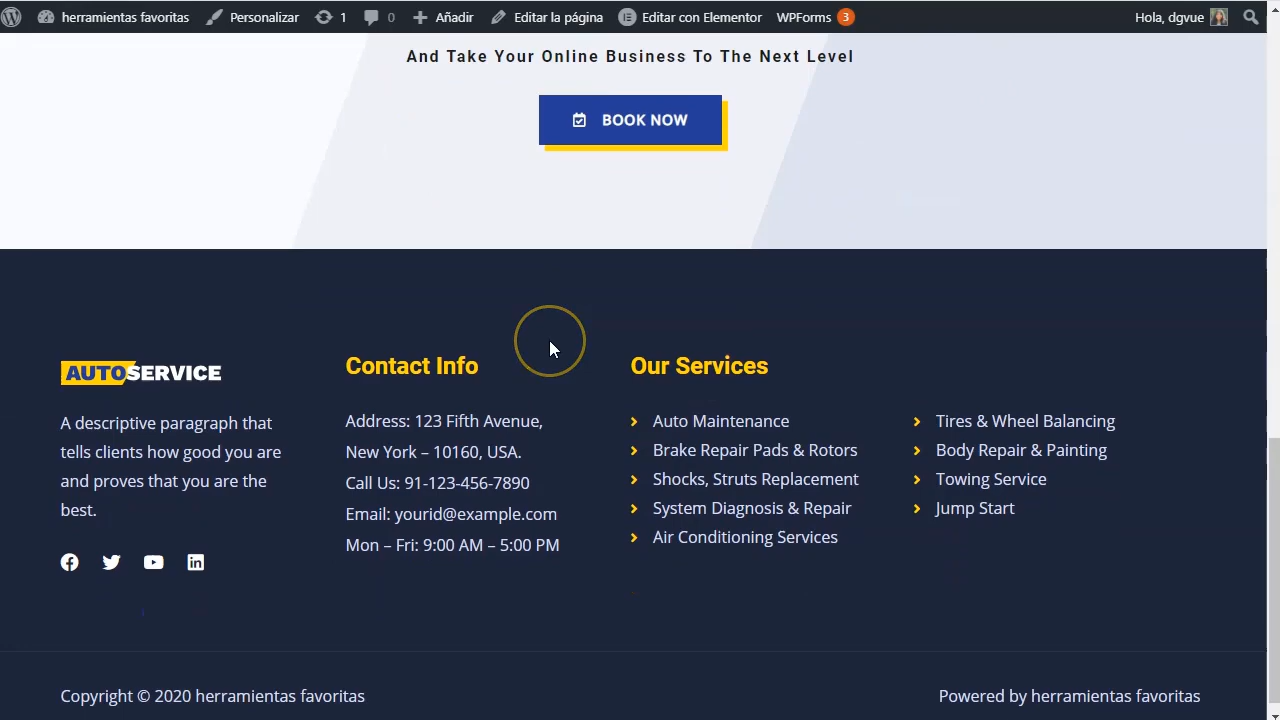 herramientas favoritas Personalizar 1 0 Añadir Editar la página Editar con Elementor WPForms 3 Hola, dgvue
And Take Your Online Business To The Next Level
BOOK NOW
AUTOSERVICE
A descriptive paragraph that
tells clients how good you are
and proves that you are the
best.
Contact Info
Address: 123 Fifth Avenue,
New York – 10160, USA.
Call Us: 91-123-456-7890
Email: yourid@example.com
Mon – Fri: 9:00 AM – 5:00 PM
Our Services
Auto Maintenance
Brake Repair Pads & Rotors
Shocks, Struts Replacement
System Diagnosis & Repair
Air Conditioning Services
Tires & Wheel Balancing
Body Repair & Painting
Towing Service
Jump Start
Copyright © 2020 herramientas favoritas
Powered by herramientas favoritas